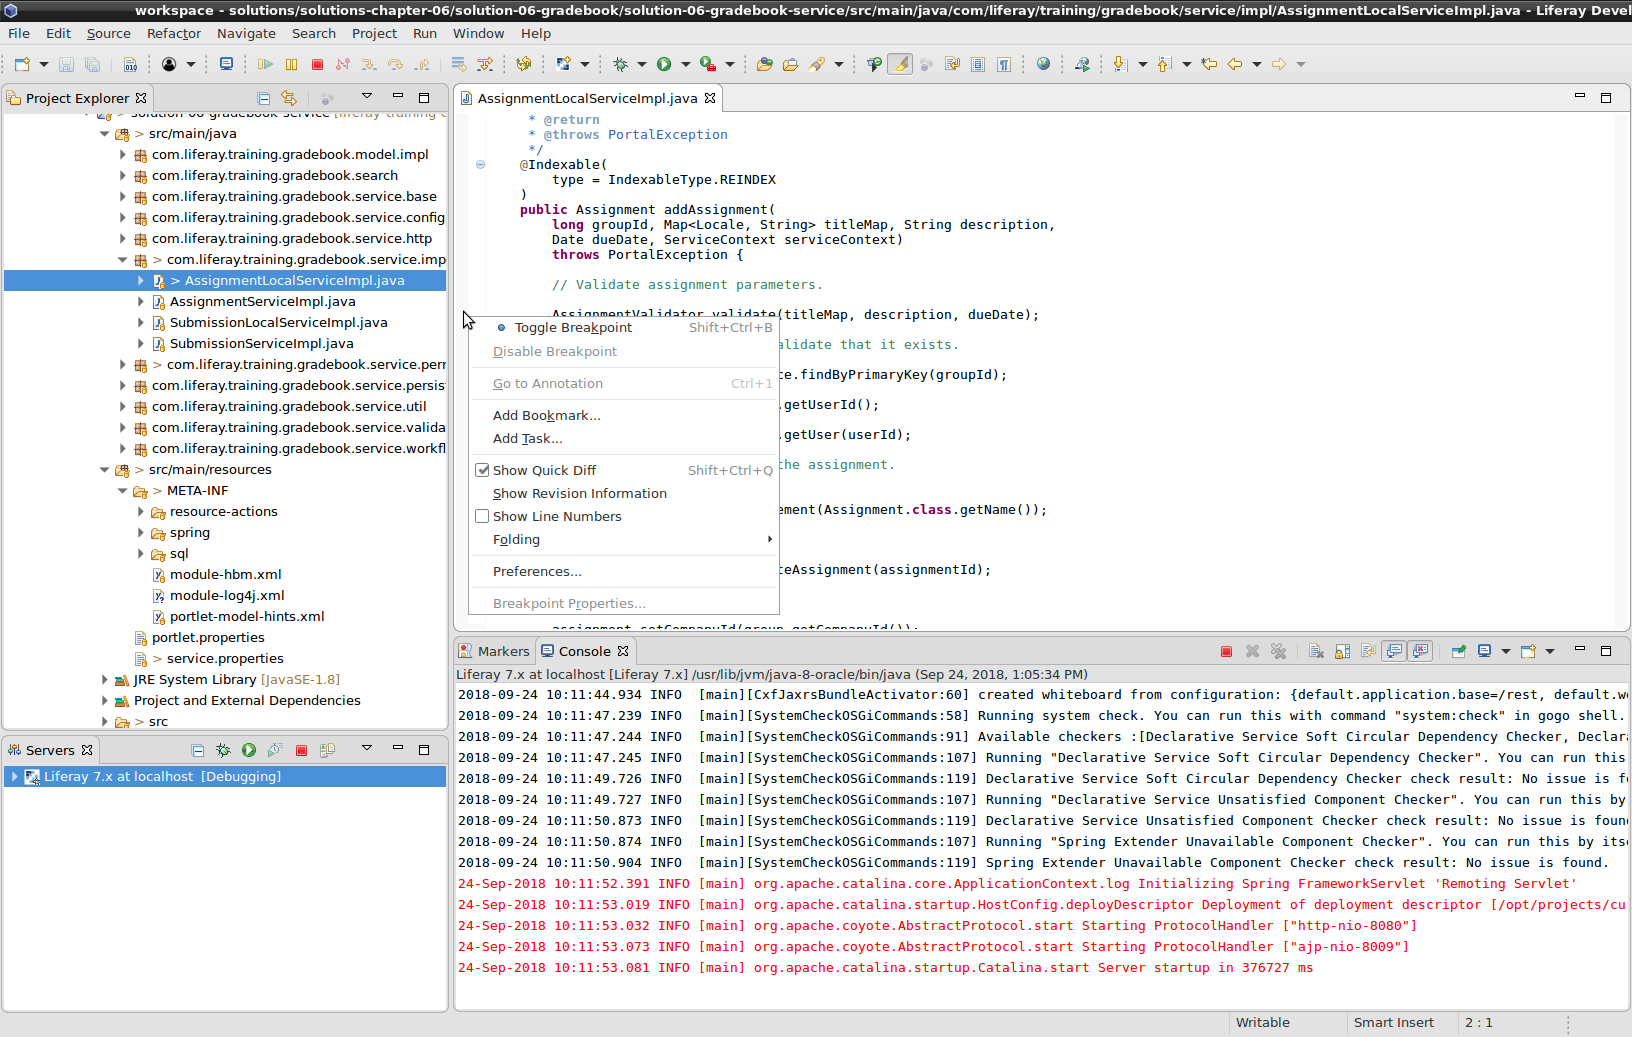 workspace - solutions/solutions-chapter-06/solution-06-gradebook/solution-06-gradebook-service/src/main/java/com/liferay/training/gradebook/service/impl/AssignmentLocalServiceImpl.java - Liferay Devel
File Edit Source Refactor Navigate Search Project Run Window Help
Project Explorer
> solution-06-gradebook-service [liferay-training-
> src/main/java
com.liferay.training.gradebook.model.impl
com.liferay.training.gradebook.search
com.liferay.training.gradebook.service.base
com.liferay.training.gradebook.service.config
com.liferay.training.gradebook.service.http
> com.liferay.training.gradebook.service.imp
> AssignmentLocalServiceImpl.java
AssignmentServiceImpl.java
SubmissionLocalServiceImpl.java
SubmissionServiceImpl.java
> com.liferay.training.gradebook.service.perr
com.liferay.training.gradebook.service.persis
com.liferay.training.gradebook.service.util
com.liferay.training.gradebook.service.valida
com.liferay.training.gradebook.service.workfl
> src/main/resources
> META-INF
resource-actions
spring
sql
module-hbm.xml
module-log4j.xml
portlet-model-hints.xml
portlet.properties
> service.properties
JRE System Library [JavaSE-1.8]
Project and External Dependencies
> src
Servers
Liferay 7.x at localhost [Debugging]
AssignmentLocalServiceImpl.java
* @return
* @throws PortalException
*/
@Indexable(
type = IndexableType.REINDEX
)
public Assignment addAssignment(
long groupId, Map<Locale, String> titleMap, String description,
Date dueDate, ServiceContext serviceContext)
throws PortalException {
// Validate assignment parameters.
AssignmentValidator.validate(titleMap, description, dueDate);
alidate that it exists.
ce.findByPrimaryKey(groupId);
.getUserId();
.getUser(userId);
the assignment.
ement(Assignment.class.getName());
teAssignment(assignmentId);
assignment.setCompanyId(group.getCompanyId());
Toggle Breakpoint Shift+Ctrl+B
Disable Breakpoint
Go to Annotation Ctrl+1
Add Bookmark...
Add Task...
Show Quick Diff Shift+Ctrl+Q
Show Revision Information
Show Line Numbers
Folding
Preferences...
Breakpoint Properties...
Markers Console
Liferay 7.x at localhost [Liferay 7.x] /usr/lib/jvm/java-8-oracle/bin/java (Sep 24, 2018, 1:05:34 PM)
2018-09-24 10:11:44.934 INFO [main][CxfJaxrsBundleActivator:60] created whiteboard from configuration: {default.application.base=/rest, default.we
2018-09-24 10:11:47.239 INFO [main][SystemCheckOSGiCommands:58] Running system check. You can run this with command "system:check" in gogo shell.
2018-09-24 10:11:47.244 INFO [main][SystemCheckOSGiCommands:91] Available checkers :[Declarative Service Soft Circular Dependency Checker, Declara
2018-09-24 10:11:47.245 INFO [main][SystemCheckOSGiCommands:107] Running "Declarative Service Soft Circular Dependency Checker". You can run this
2018-09-24 10:11:49.726 INFO [main][SystemCheckOSGiCommands:119] Declarative Service Soft Circular Dependency Checker check result: No issue is fo
2018-09-24 10:11:49.727 INFO [main][SystemCheckOSGiCommands:107] Running "Declarative Service Unsatisfied Component Checker". You can run this by
2018-09-24 10:11:50.873 INFO [main][SystemCheckOSGiCommands:119] Declarative Service Unsatisfied Component Checker check result: No issue is foun
2018-09-24 10:11:50.874 INFO [main][SystemCheckOSGiCommands:107] Running "Spring Extender Unavailable Component Checker". You can run this by itse
2018-09-24 10:11:50.904 INFO [main][SystemCheckOSGiCommands:119] Spring Extender Unavailable Component Checker check result: No issue is found.
24-Sep-2018 10:11:52.391 INFO [main] org.apache.catalina.core.ApplicationContext.log Initializing Spring FrameworkServlet 'Remoting Servlet'
24-Sep-2018 10:11:53.019 INFO [main] org.apache.catalina.startup.HostConfig.deployDescriptor Deployment of deployment descriptor [/opt/projects/cu
24-Sep-2018 10:11:53.032 INFO [main] org.apache.coyote.AbstractProtocol.start Starting ProtocolHandler ["http-nio-8080"]
24-Sep-2018 10:11:53.073 INFO [main] org.apache.coyote.AbstractProtocol.start Starting ProtocolHandler ["ajp-nio-8009"]
24-Sep-2018 10:11:53.081 INFO [main] org.apache.catalina.startup.Catalina.start Server startup in 376727 ms
Writable Smart Insert 2 : 1